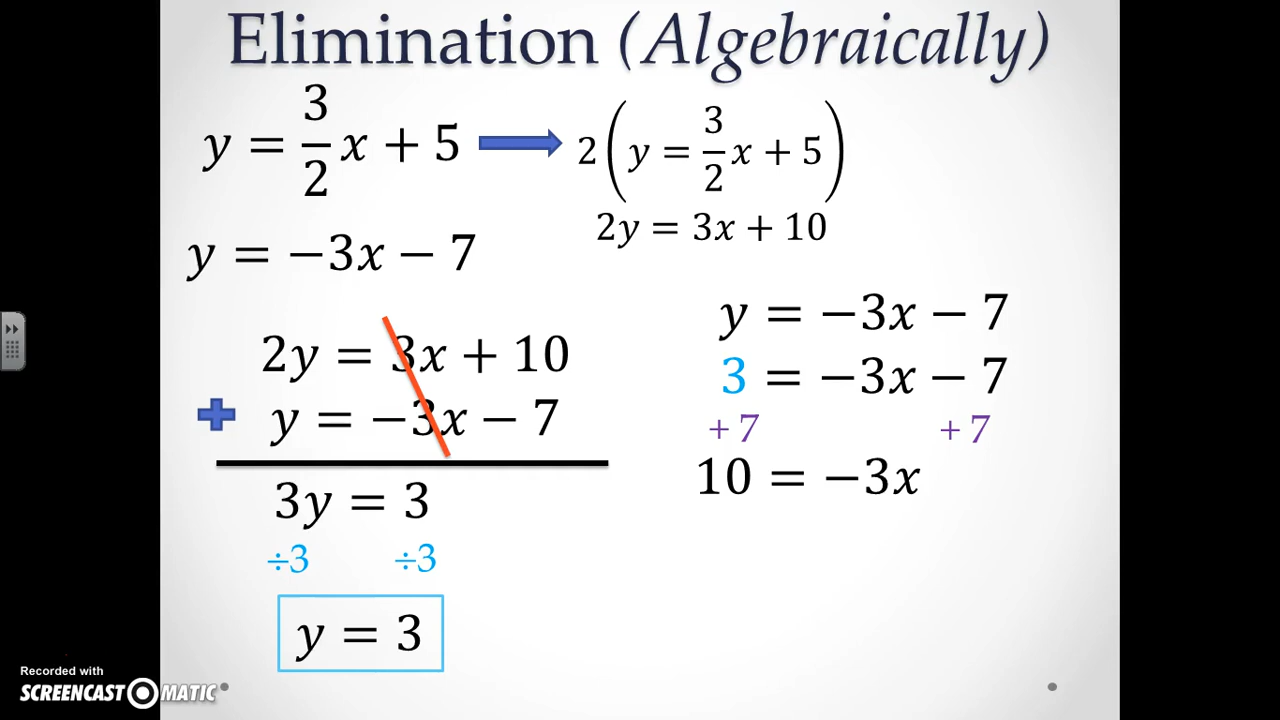 Elimination (Algebraically)
y = 3/2 x + 5
2(y = 3/2 x + 5)
2y = 3x + 10
y = −3x − 7
2y = 3x + 10
+ y = −3x − 7
3y = 3
÷3 ÷3
y = 3
y = −3x − 7
3 = −3x − 7
+ 7 + 7
10 = −3x
Recorded with
SCREENCAST MATIC